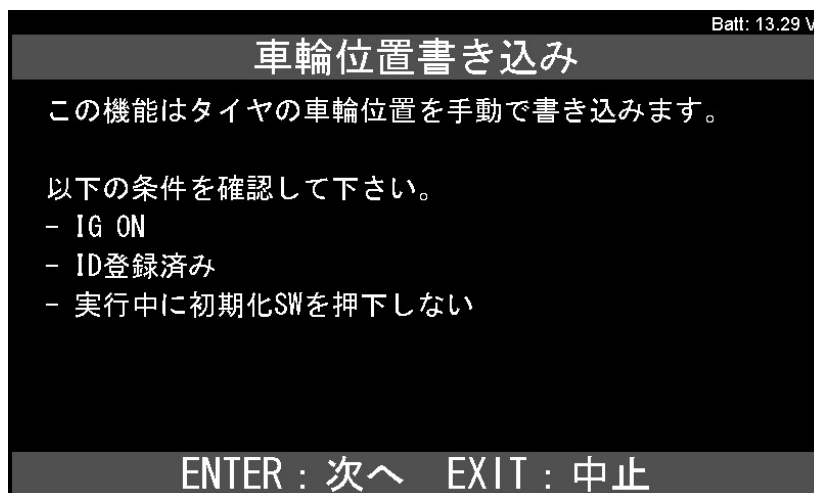 Batt: 13.29 V
車輪位置書き込み
この機能はタイヤの車輪位置を手動で書き込みます。
以下の条件を確認して下さい。
- IG ON
- ID登録済み
- 実行中に初期化SWを押下しない
ENTER : 次へ EXIT : 中止